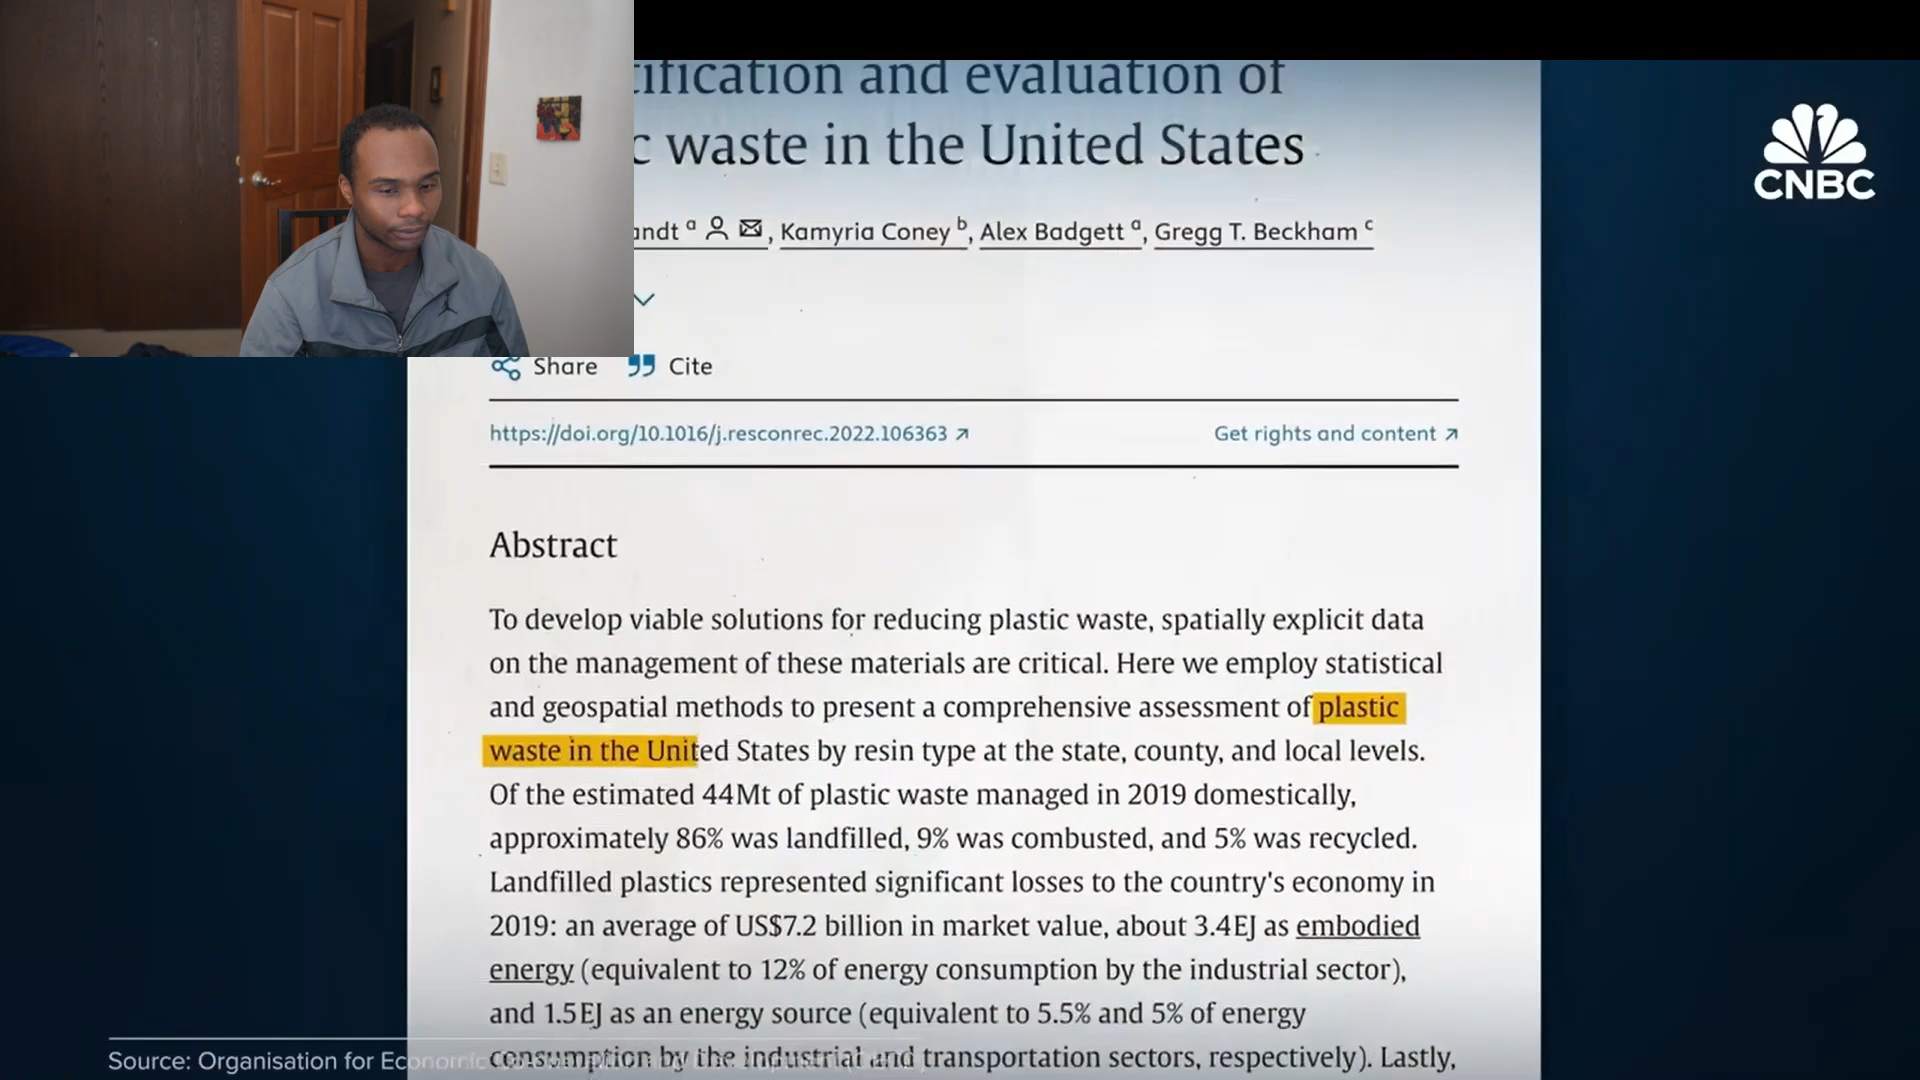 ification and evaluation of
c waste in the United States
CNBC
andt a , Kamyria Coney b, Alex Badgett a, Gregg T. Beckham c
Share Cite
https://doi.org/10.1016/j.resconrec.2022.106363 Get rights and content
Abstract
To develop viable solutions for reducing plastic waste, spatially explicit data
on the management of these materials are critical. Here we employ statistical
and geospatial methods to present a comprehensive assessment of plastic
waste in the United States by resin type at the state, county, and local levels.
Of the estimated 44Mt of plastic waste managed in 2019 domestically,
approximately 86% was landfilled, 9% was combusted, and 5% was recycled.
Landfilled plastics represented significant losses to the country's economy in
2019: an average of US$7.2 billion in market value, about 3.4EJ as embodied
energy (equivalent to 12% of energy consumption by the industrial sector),
and 1.5EJ as an energy source (equivalent to 5.5% and 5% of energy
consumption by the industrial and transportation sectors, respectively). Lastly,
Source: Organisation for Economic